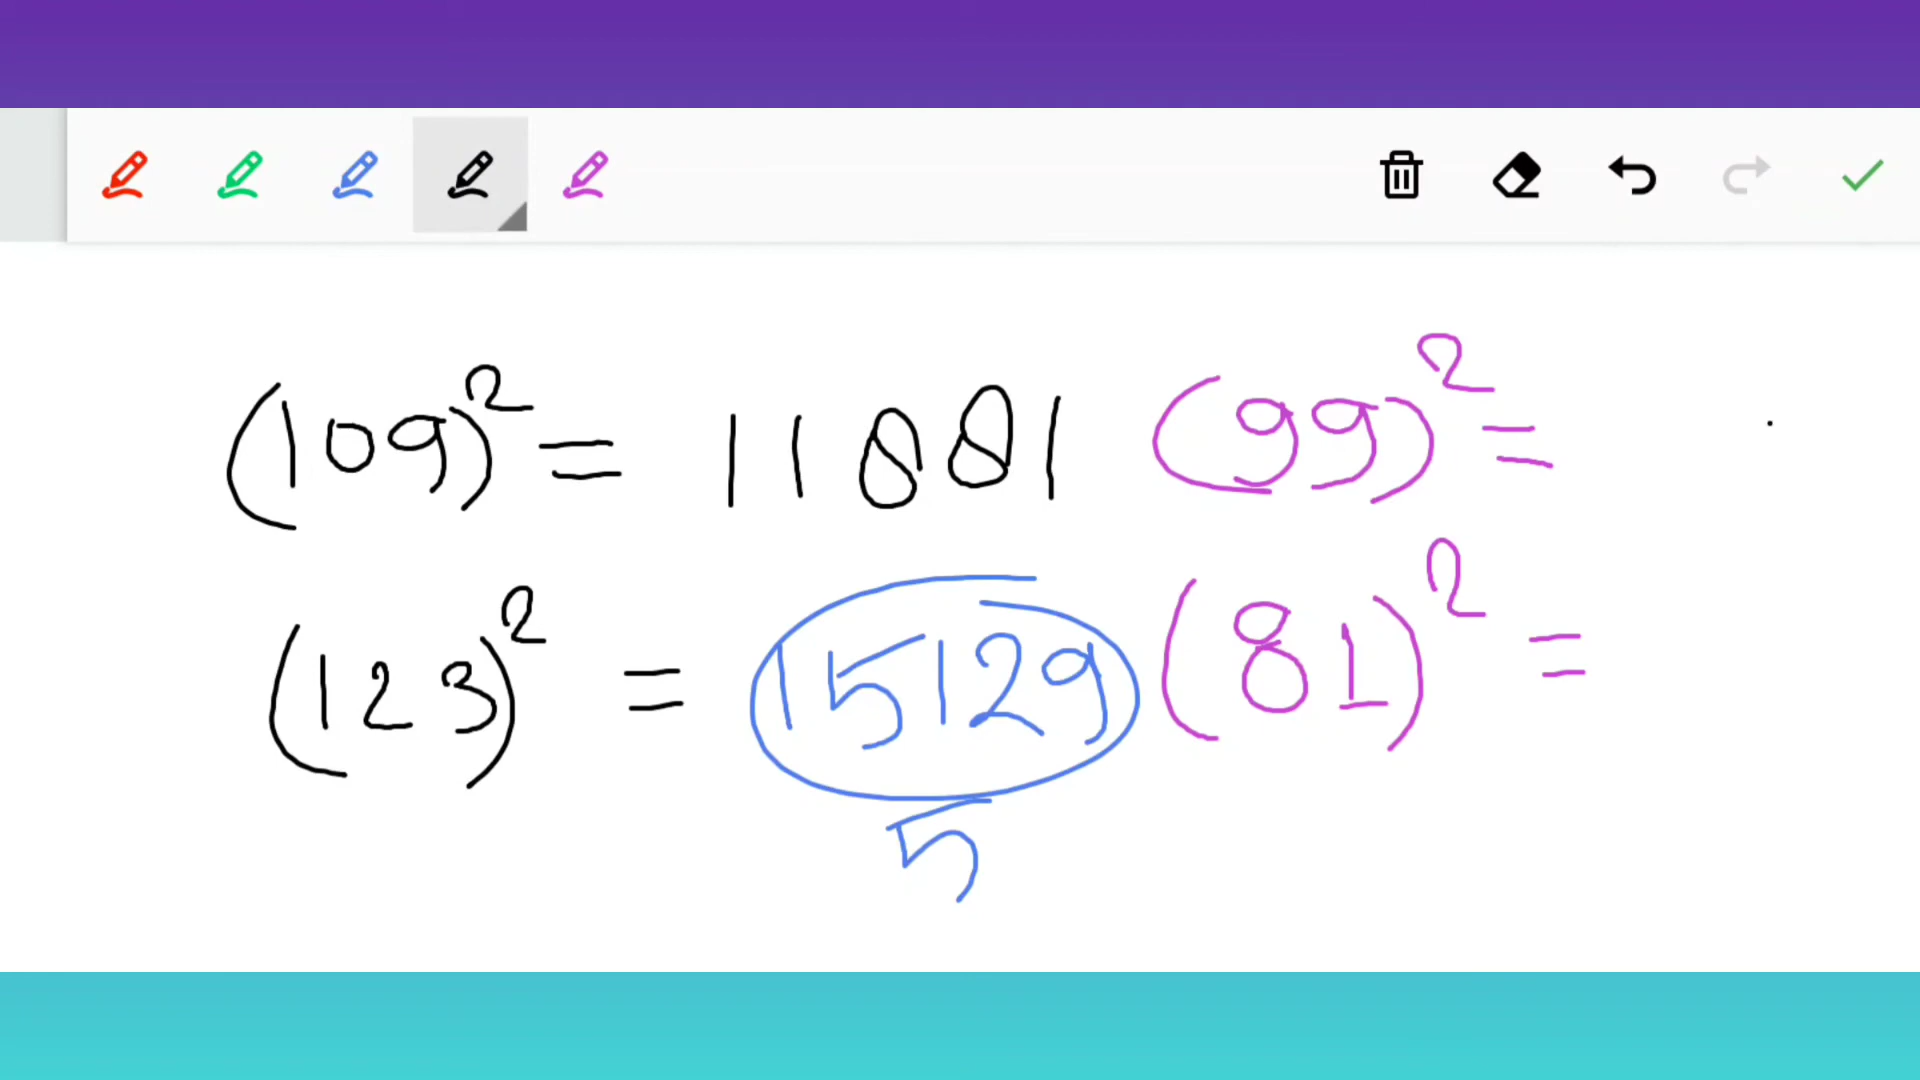 (109)² = 11881 (99)² =
(123)² = 15129 (81)² =
5